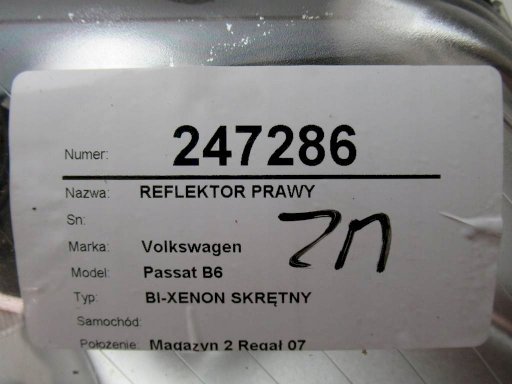 Numer: 247286
Nazwa: REFLEKTOR PRAWY
Sn:
Marka: Volkswagen
Model: Passat B6
Typ: BI-XENON SKRĘTNY
Samochód:
Położenie: Magazyn 2 Regał 07